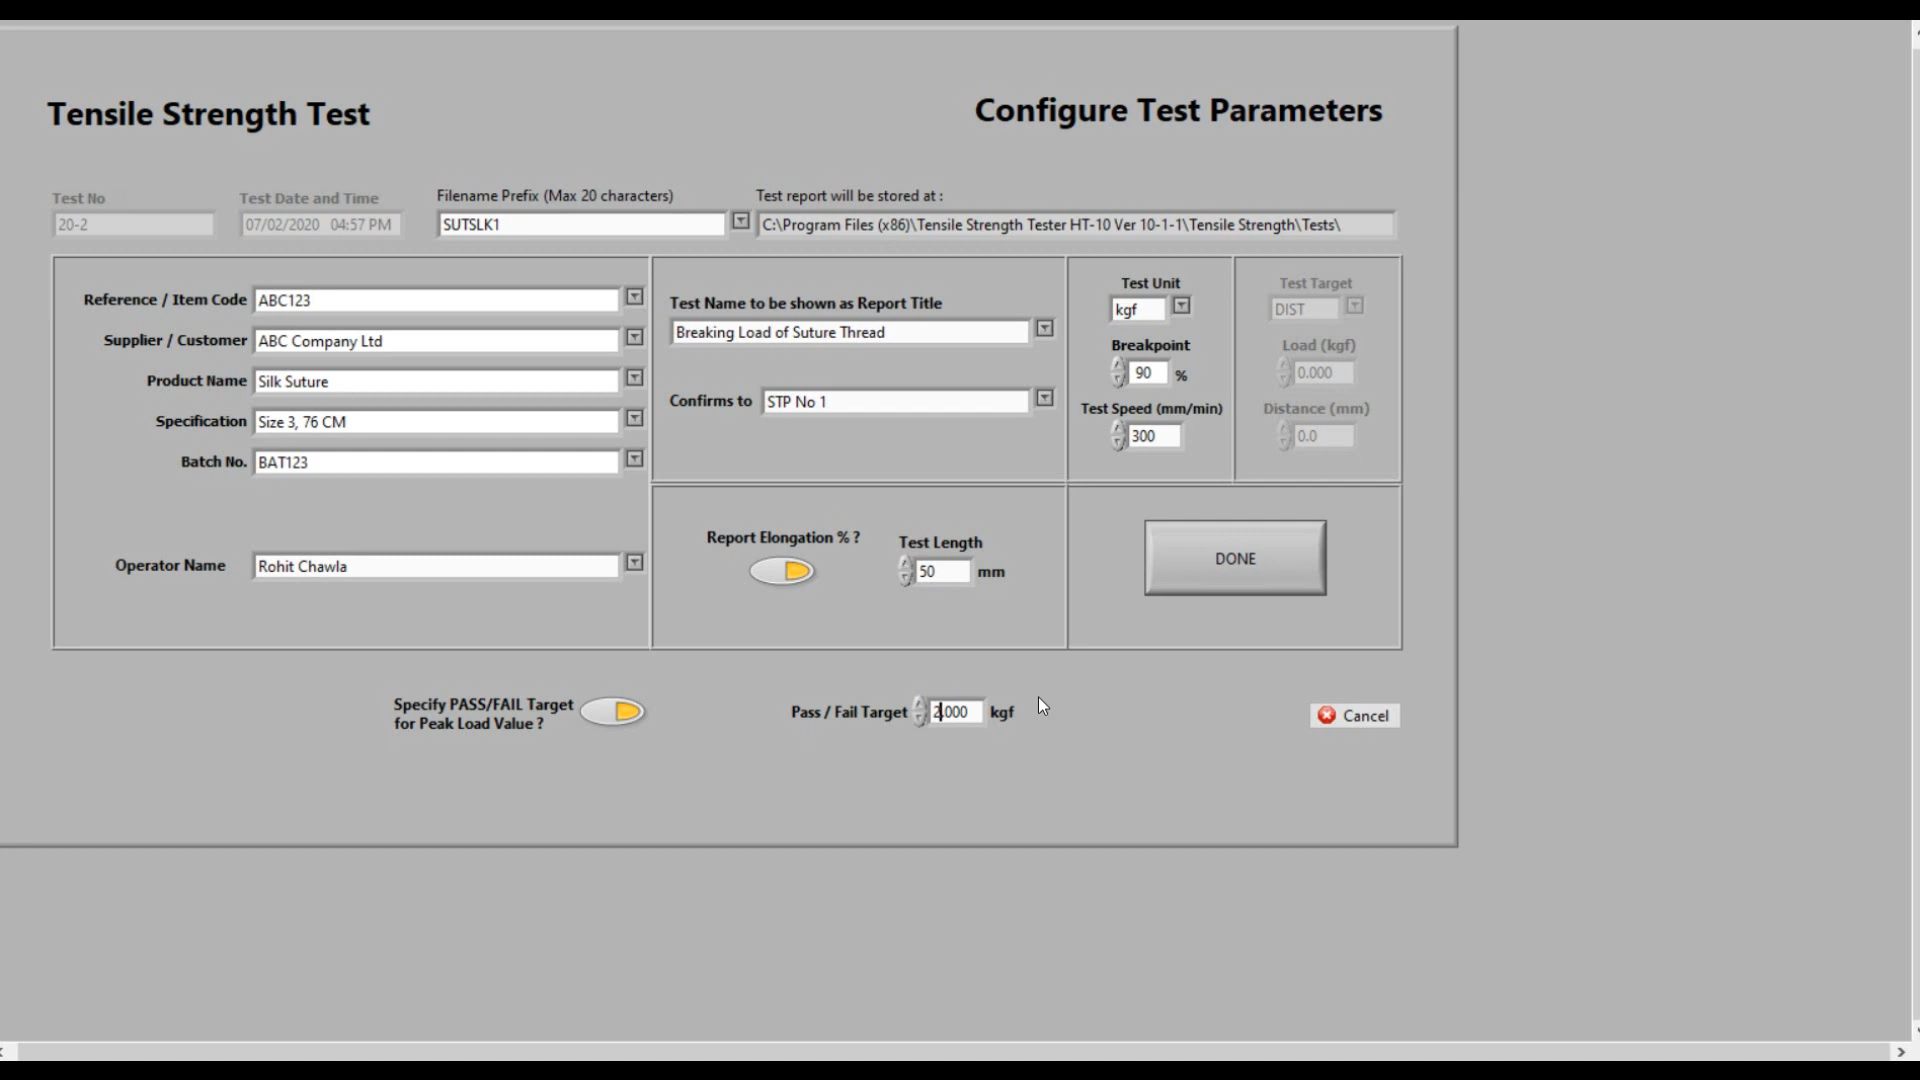 Tensile Strength Test
Configure Test Parameters
Test No
20-2
Test Date and Time
07/02/2020 04:57 PM
Filename Prefix (Max 20 characters)
SUTSLK1
Test report will be stored at :
C:\Program Files (x86)\Tensile Strength Tester HT-10 Ver 10-1-1\Tensile Strength\Tests\
Reference / Item Code ABC123
Supplier / Customer ABC Company Ltd
Product Name Silk Suture
Specification Size 3, 76 CM
Batch No. BAT123
Operator Name Rohit Chawla
Test Name to be shown as Report Title
Breaking Load of Suture Thread
Confirms to STP No 1
Test Unit
kgf
Breakpoint
90 %
Test Speed (mm/min)
300
Test Target
DIST
Load (kgf)
0.000
Distance (mm)
0.0
Report Elongation % ?
Test Length
50 mm
DONE
Specify PASS/FAIL Target
for Peak Load Value ?
Pass / Fail Target 2.000 kgf
Cancel